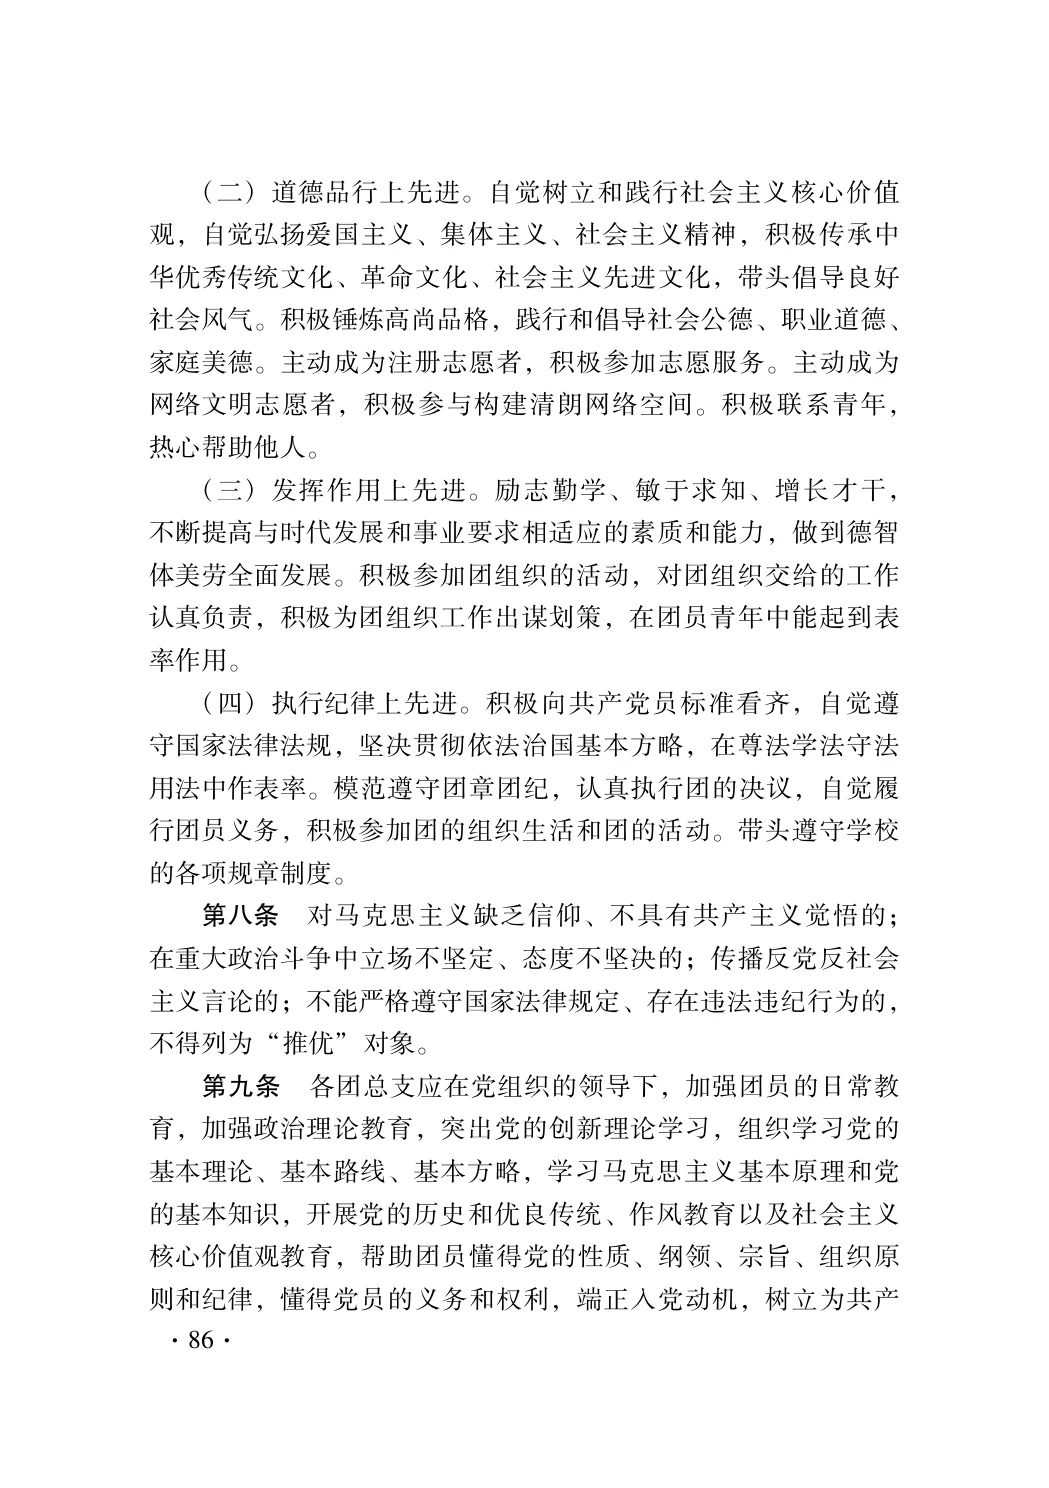 （二）道德品行上先进。自觉树立和践行社会主义核心价值
观，自觉弘扬爱国主义、集体主义、社会主义精神，积极传承中
华优秀传统文化、革命文化、社会主义先进文化，带头倡导良好
社会风气。积极锤炼高尚品格，践行和倡导社会公德、职业道德、
家庭美德。主动成为注册志愿者，积极参加志愿服务。主动成为
网络文明志愿者，积极参与构建清朗网络空间。积极联系青年，
热心帮助他人。
（三）发挥作用上先进。励志勤学、敏于求知、增长才干，
不断提高与时代发展和事业要求相适应的素质和能力，做到德智
体美劳全面发展。积极参加团组织的活动，对团组织交给的工作
认真负责，积极为团组织工作出谋划策，在团员青年中能起到表
率作用。
（四）执行纪律上先进。积极向共产党员标准看齐，自觉遵
守国家法律法规，坚决贯彻依法治国基本方略，在尊法学法守法
用法中作表率。模范遵守团章团纪，认真执行团的决议，自觉履
行团员义务，积极参加团的组织生活和团的活动。带头遵守学校
的各项规章制度。
第八条　对马克思主义缺乏信仰、不具有共产主义觉悟的；
在重大政治斗争中立场不坚定、态度不坚决的；传播反党反社会
主义言论的；不能严格遵守国家法律规定、存在违法违纪行为的，
不得列为“推优”对象。
第九条　各团总支应在党组织的领导下，加强团员的日常教
育，加强政治理论教育，突出党的创新理论学习，组织学习党的
基本理论、基本路线、基本方略，学习马克思主义基本原理和党
的基本知识，开展党的历史和优良传统、作风教育以及社会主义
核心价值观教育，帮助团员懂得党的性质、纲领、宗旨、组织原
则和纪律，懂得党员的义务和权利，端正入党动机，树立为共产
· 86 ·